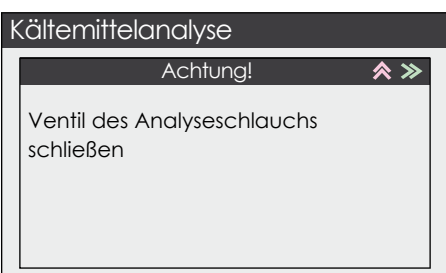 Kältemittelanalyse
Achtung!
Ventil des Analyseschlauchs
schließen